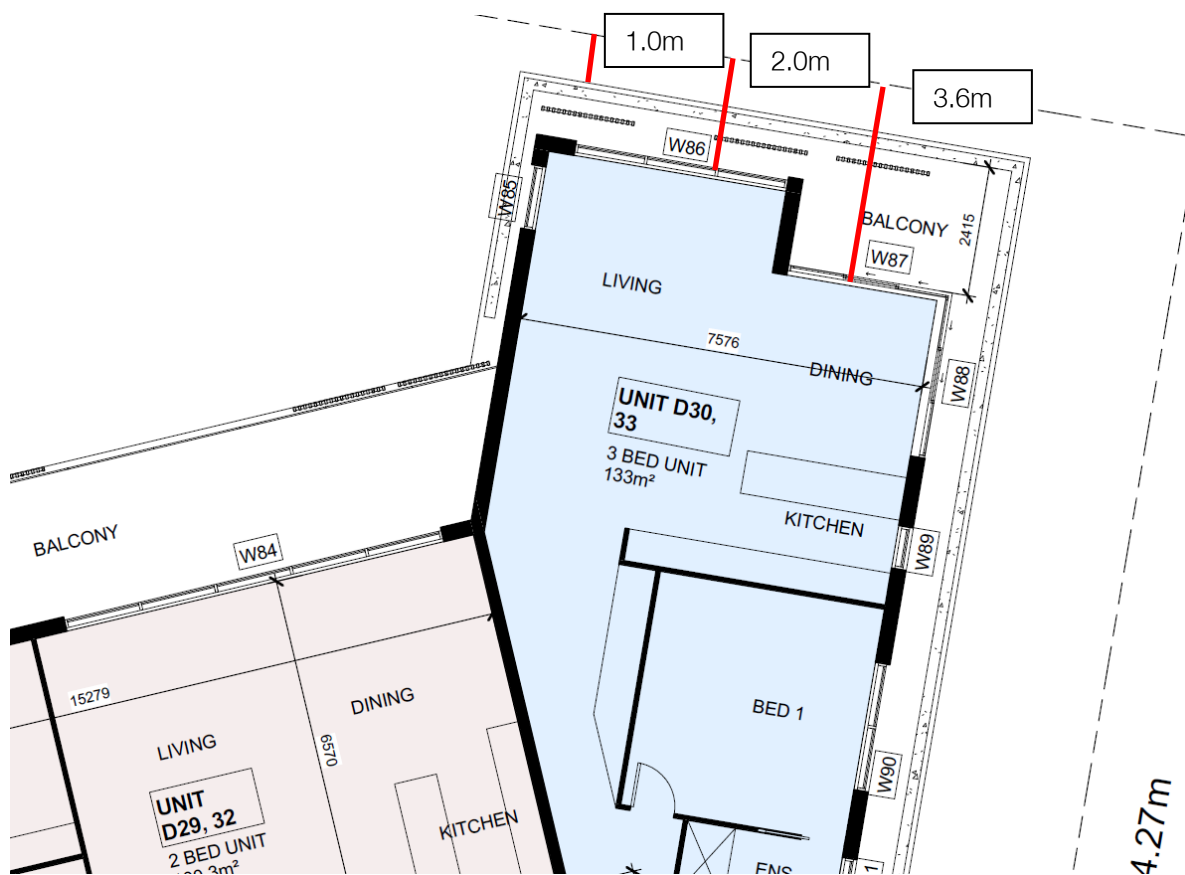 1.0m
2.0m
3.6m
W86
W85
BALCONY
2415
W87
LIVING
7576
DINING
W88
UNIT D30,
33
3 BED UNIT
133m²
KITCHEN
W89
BALCONY
W84
BED 1
15279
DINING
6570
LIVING
W90
UNIT
D29, 32
2 BED UNIT
KITCHEN
4.27m
ENS